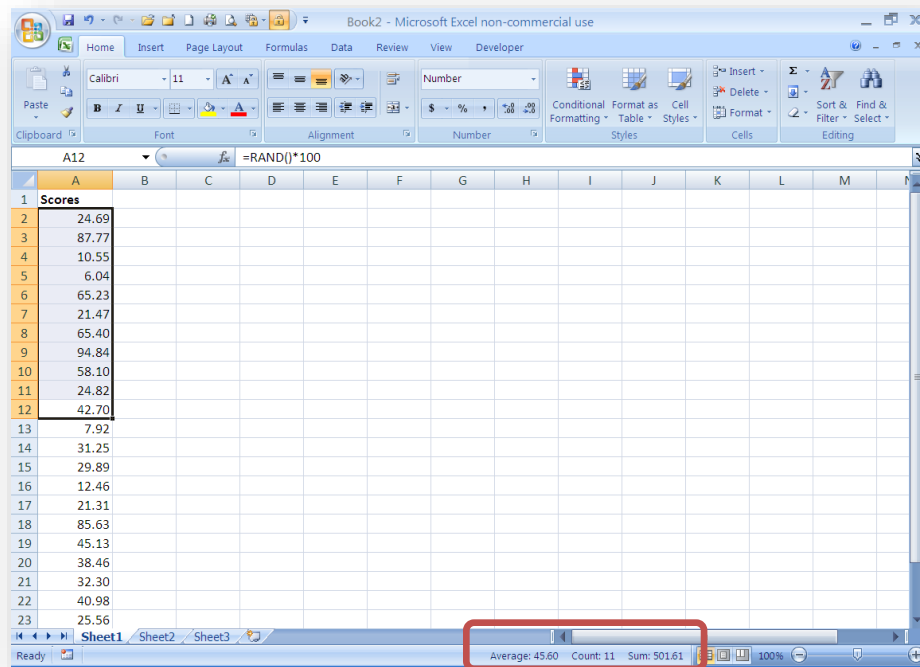 Book2 - Microsoft Excel non-commercial use
Home Insert Page Layout Formulas Data Review View Developer
Calibri 11 A A Number Σ Insert
Paste B I U A $ % , Conditional Format as Cell Delete Sort & Find &
Formatting Table Styles Format Filter Select
Clipboard Font Alignment Number Styles Cells Editing
A12 fx =RAND()*100
A B C D E F G H I J K L M N
1 Scores
2 24.69
3 87.77
4 10.55
5 6.04
6 65.23
7 21.47
8 65.40
9 94.84
10 58.10
11 24.82
12 42.70
13 7.92
14 31.25
15 29.89
16 12.46
17 21.31
18 85.63
19 45.13
20 38.46
21 32.30
22 40.98
23 25.56
Sheet1 Sheet2 Sheet3
Ready Average: 45.60 Count: 11 Sum: 501.61 100%